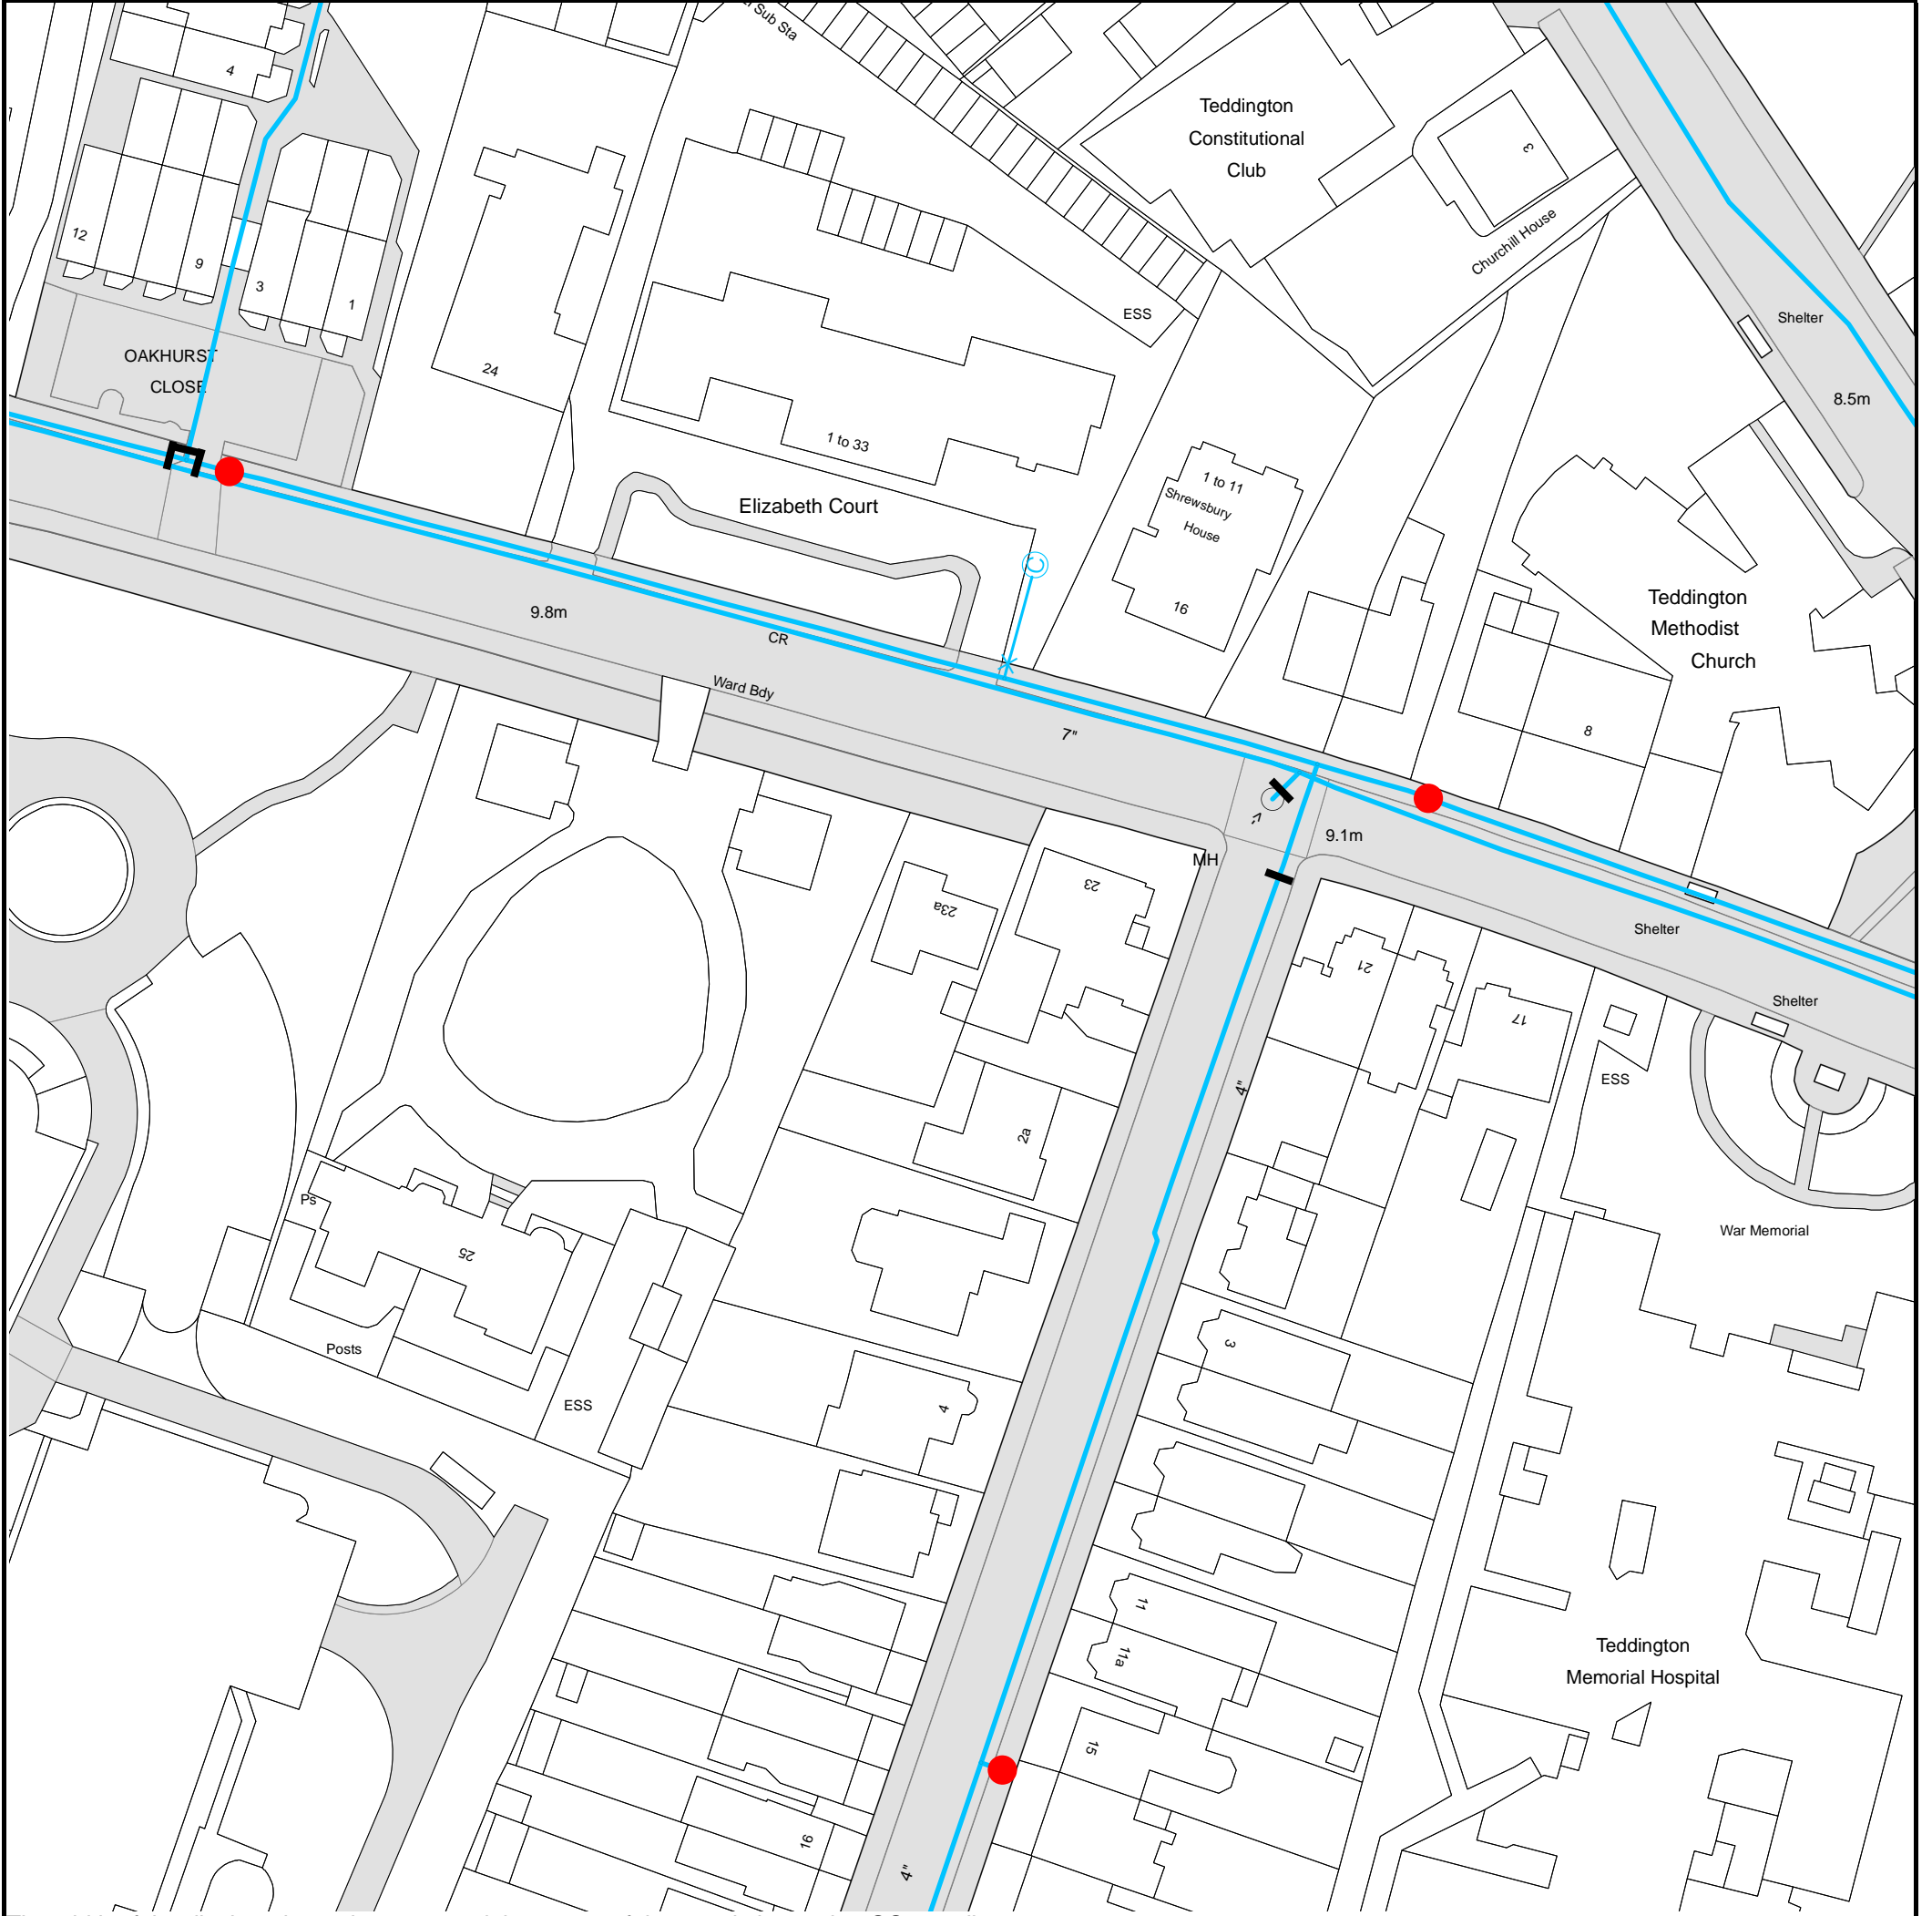 Sub Sta
4
Teddington
Constitutional
Club
3
Churchill House
12
9
3
1
ESS
Shelter
OAKHURST
CLOSE
24
8.5m
1 to 33
1 to 11
Shrewsbury
House
Elizabeth Court
C
16
9.8m
CR
Teddington
Methodist
Church
Ward Bdy
7"
8
9.1m
MH
23
23a
Shelter
21
17
Shelter
ESS
4"
2a
Ps
War Memorial
25
3
Posts
ESS
4
11
11a
Teddington
Memorial Hospital
15
16
4"